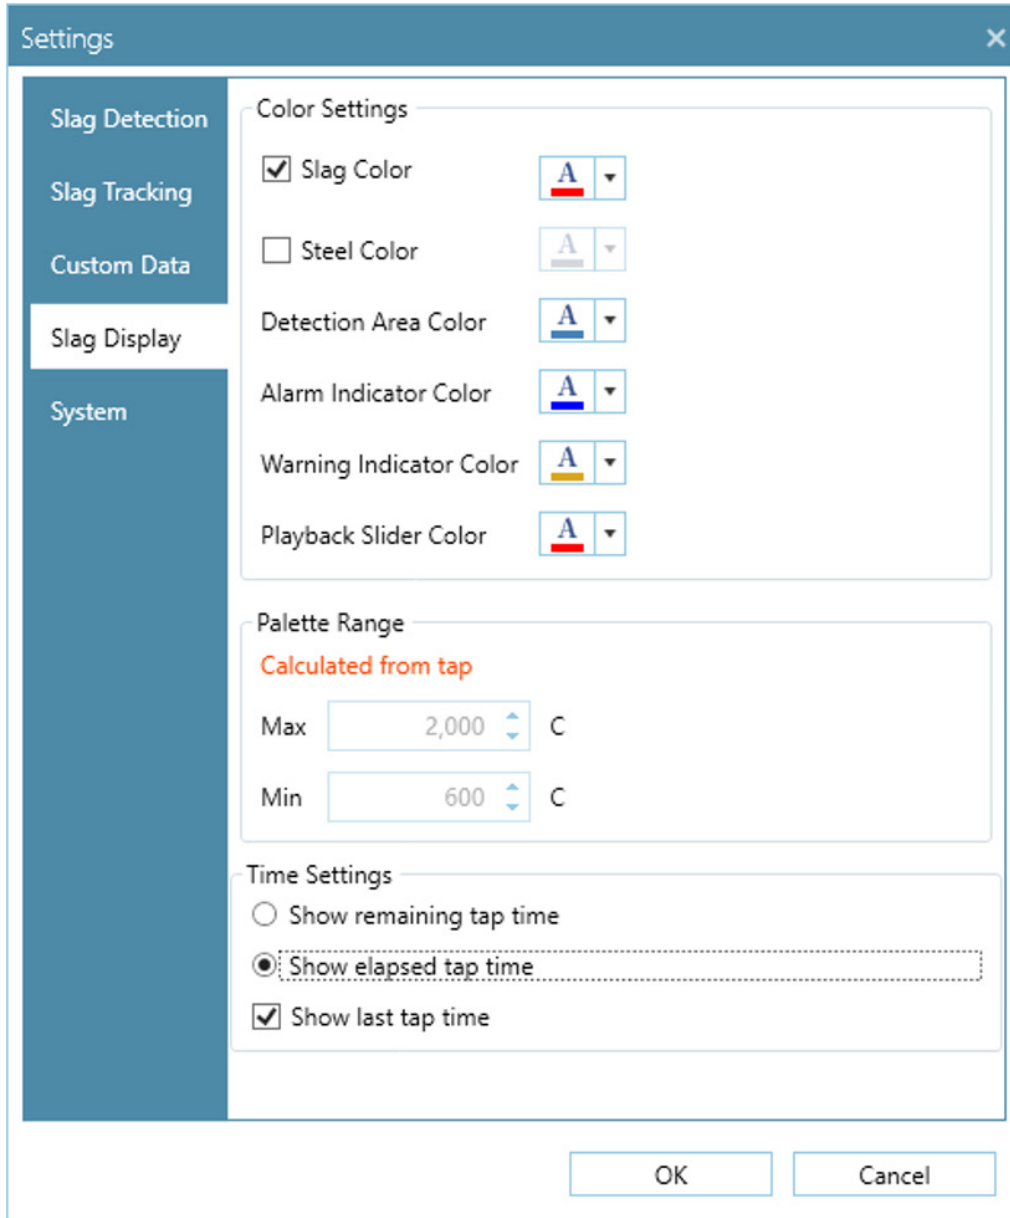 Settings
Slag Detection
Slag Tracking
Custom Data
Slag Display
System
Color Settings
Slag Color A
Steel Color A
Detection Area Color A
Alarm Indicator Color A
Warning Indicator Color A
Playback Slider Color A
Palette Range
Calculated from tap
Max 2,000 C
Min 600 C
Time Settings
Show remaining tap time
Show elapsed tap time
Show last tap time
OK Cancel